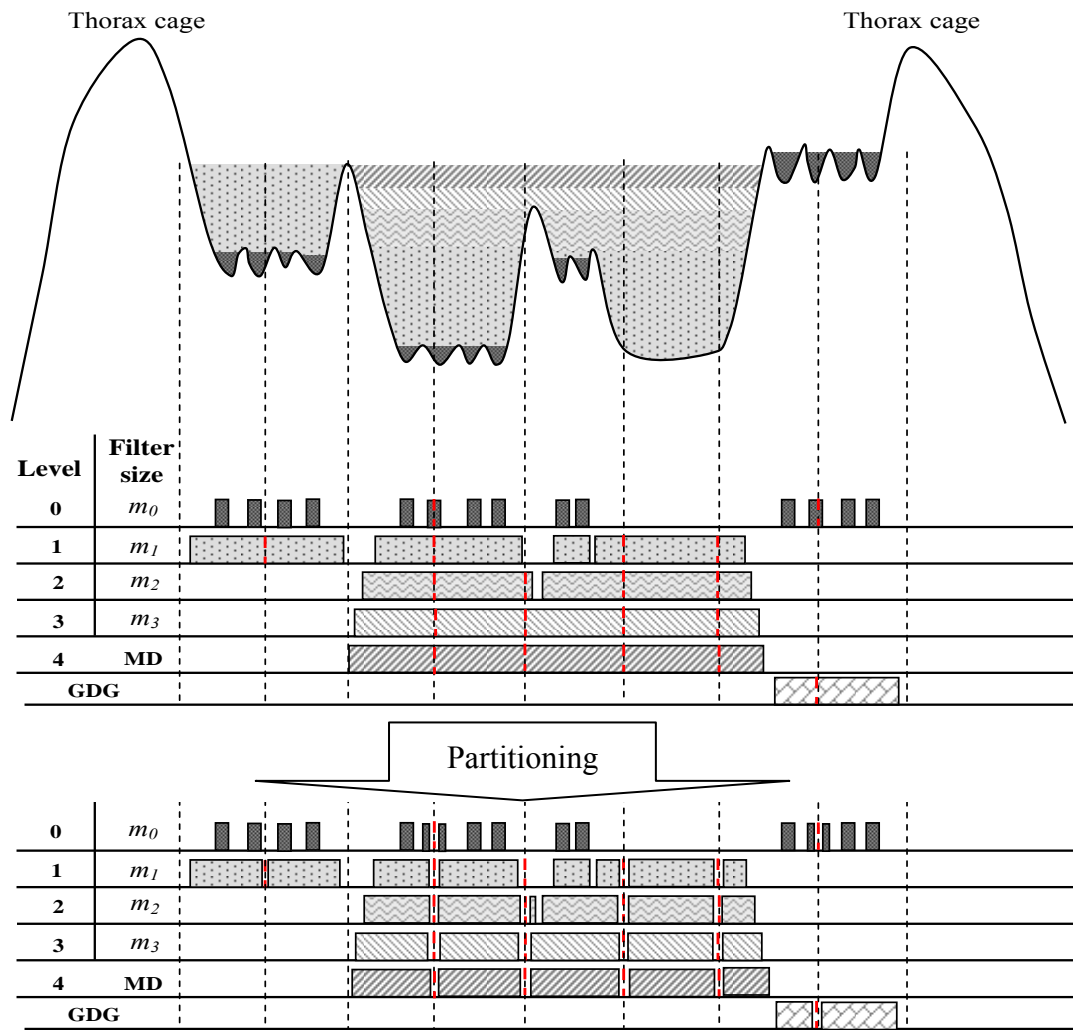 Thorax cage
Thorax cage
Level Filter size
0 m0
1 m1
2 m2
3 m3
4 MD
GDG
Partitioning
0 m0
1 m1
2 m2
3 m3
4 MD
GDG